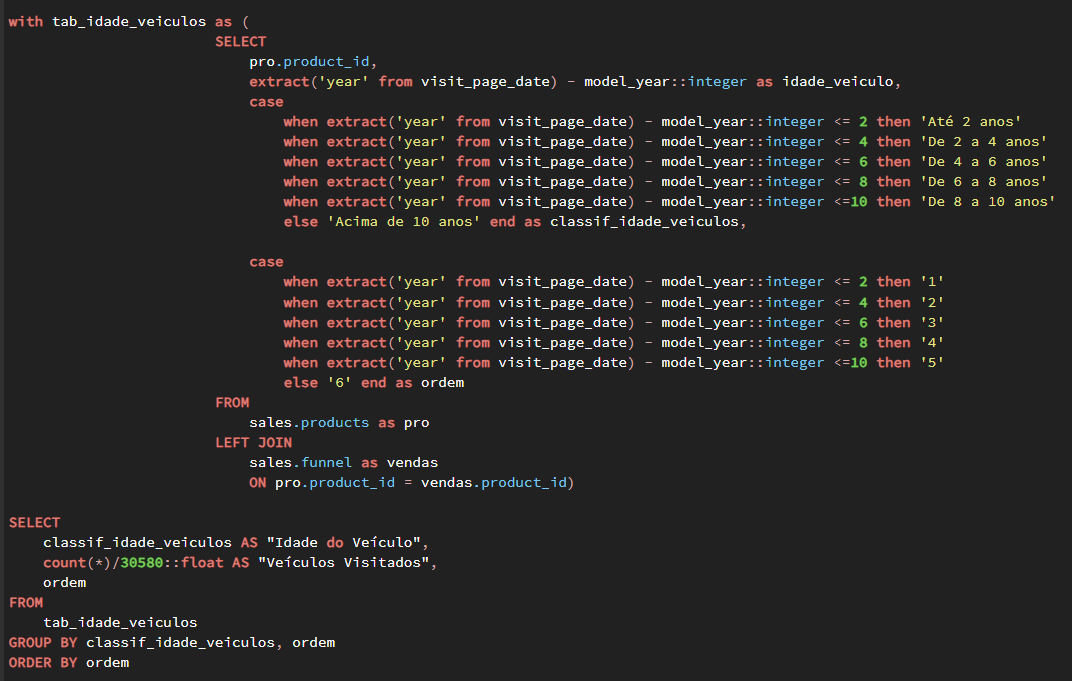 with tab_idade_veiculos as (
SELECT
pro.product_id,
extract('year' from visit_page_date) - model_year::integer as idade_veiculo,
case
when extract('year' from visit_page_date) - model_year::integer <= 2 then 'Até 2 anos'
when extract('year' from visit_page_date) - model_year::integer <= 4 then 'De 2 a 4 anos'
when extract('year' from visit_page_date) - model_year::integer <= 6 then 'De 4 a 6 anos'
when extract('year' from visit_page_date) - model_year::integer <= 8 then 'De 6 a 8 anos'
when extract('year' from visit_page_date) - model_year::integer <=10 then 'De 8 a 10 anos'
else 'Acima de 10 anos' end as classif_idade_veiculos,
case
when extract('year' from visit_page_date) - model_year::integer <= 2 then '1'
when extract('year' from visit_page_date) - model_year::integer <= 4 then '2'
when extract('year' from visit_page_date) - model_year::integer <= 6 then '3'
when extract('year' from visit_page_date) - model_year::integer <= 8 then '4'
when extract('year' from visit_page_date) - model_year::integer <=10 then '5'
else '6' end as ordem
FROM
sales.products as pro
LEFT JOIN
sales.funnel as vendas
ON pro.product_id = vendas.product_id)
SELECT
classif_idade_veiculos AS "Idade do Veículo",
count(*)/30580::float AS "Veículos Visitados",
ordem
FROM
tab_idade_veiculos
GROUP BY classif_idade_veiculos, ordem
ORDER BY ordem